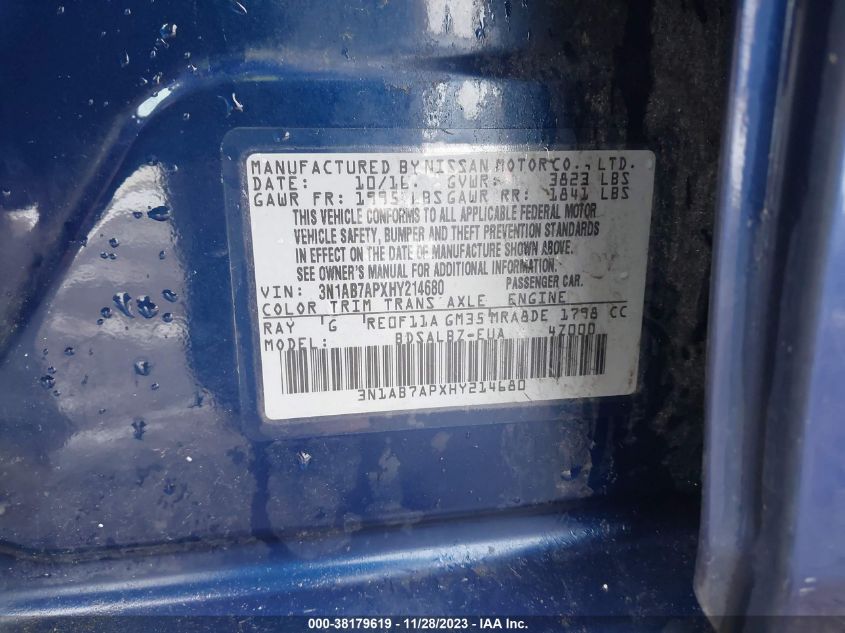 MANUFACTURED BY NISSAN MOTOR CO., LTD.
DATE: 10/16 GVWR: 3823 LBS
GAWR FR: 1995 LBS GAWR RR: 1841 LBS
THIS VEHICLE CONFORMS TO ALL APPLICABLE FEDERAL MOTOR
VEHICLE SAFETY, BUMPER AND THEFT PREVENTION STANDARDS
IN EFFECT ON THE DATE OF MANUFACTURE SHOWN ABOVE.
SEE OWNER'S MANUAL FOR ADDITIONAL INFORMATION.
VIN: 3N1AB7APXHY214680 PASSENGER CAR.
COLOR TRIM TRANS AXLE ENGINE
RAY G RE0F11A GM35 MRA8DE 1798 CC
MODEL: BDSALBZ-EUA 47000
3N1AB7APXHY214680
000-38179619 - 11/28/2023 - IAA, Inc.